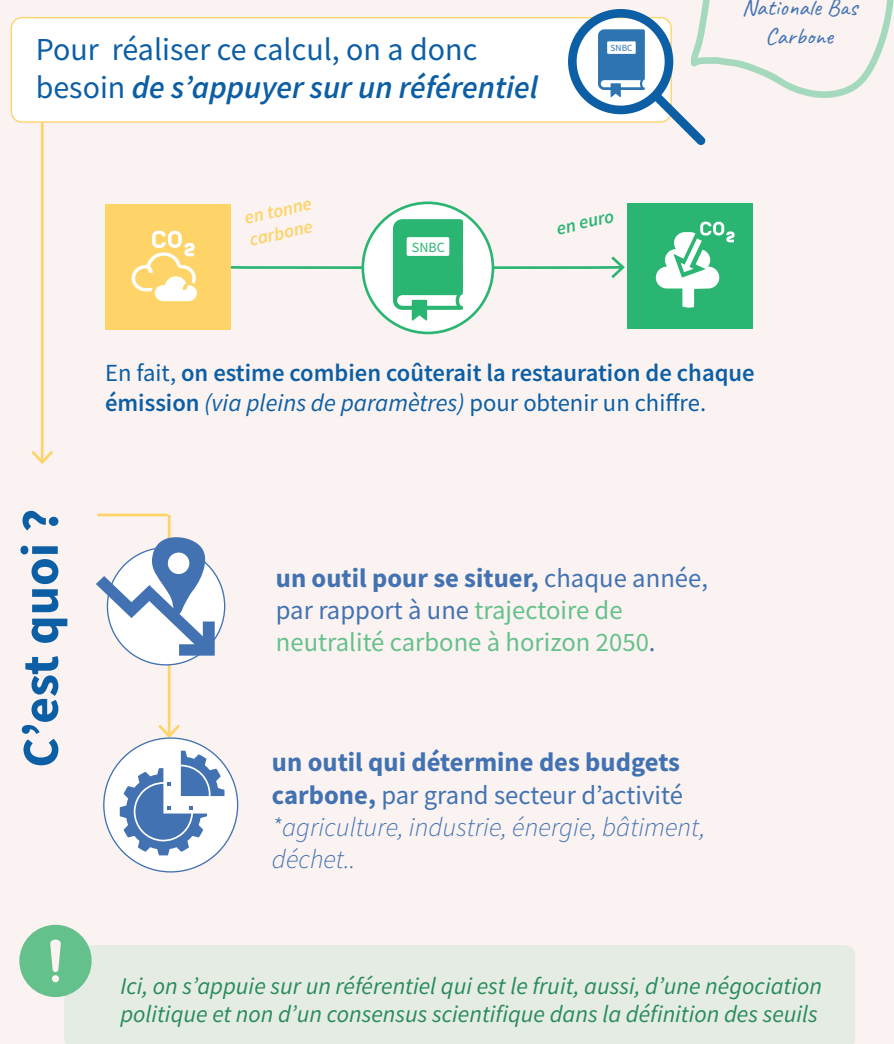 Nationale Bas
Carbone
Pour réaliser ce calcul, on a donc
besoin de s'appuyer sur un référentiel
SNBC
en tonne
carbone
en euro
CO₂
SNBC
CO₂
En fait, on estime combien coûterait la restauration de chaque
émission (via pleins de paramètres) pour obtenir un chiffre.
C'est quoi ?
un outil pour se situer, chaque année,
par rapport à une trajectoire de
neutralité carbone à horizon 2050.
un outil qui détermine des budgets
carbone, par grand secteur d'activité
*agriculture, industrie, énergie, bâtiment,
déchet..
!
Ici, on s'appuie sur un référentiel qui est le fruit, aussi, d'une négociation
politique et non d'un consensus scientifique dans la définition des seuils